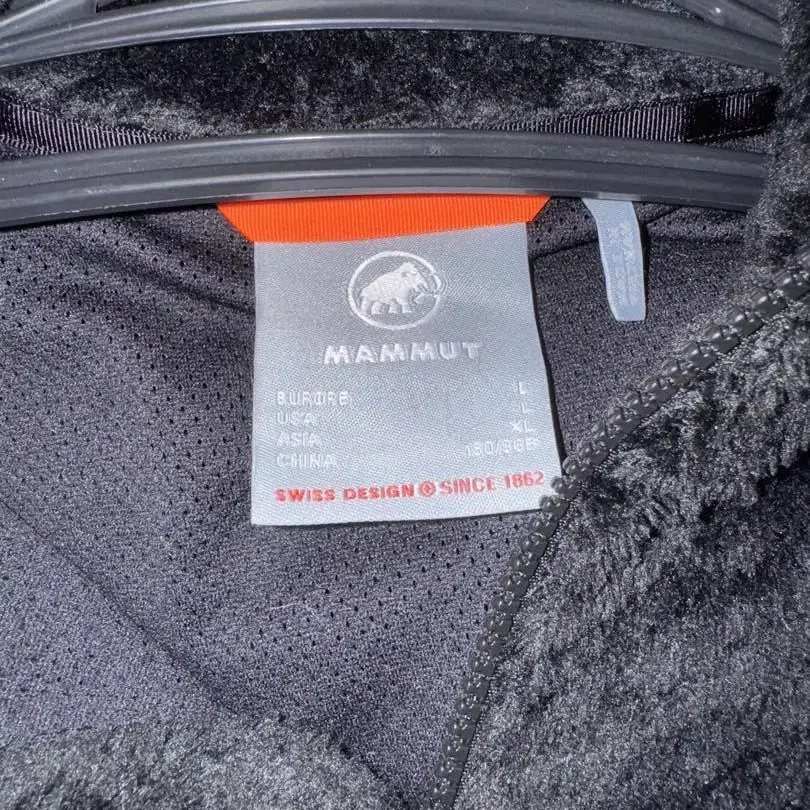 MAMMUT
EUROPE L
USA L
ASIA XL
CHINA
SWISS DESIGN SINCE 1862